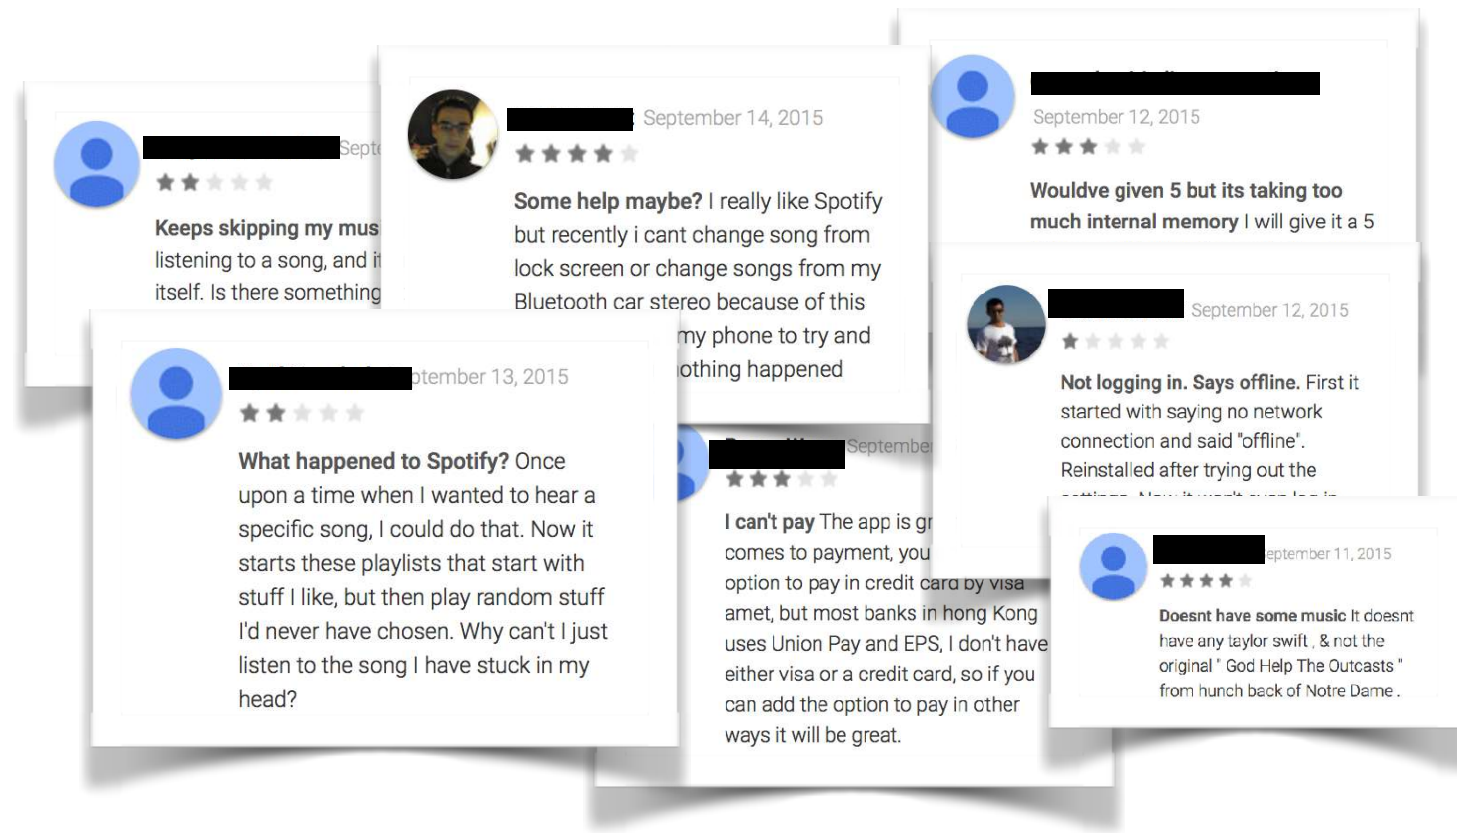 Septe
Keeps skipping my musi
listening to a song, and it
itself. Is there something
September 14, 2015
Some help maybe? I really like Spotify
but recently i cant change song from
lock screen or change songs from my
Bluetooth car stereo because of this
my phone to try and
nothing happened
September 12, 2015
Wouldve given 5 but its taking too
much internal memory I will give it a 5
September 12, 2015
Not logging in. Says offline. First it
started with saying no network
connection and said "offline".
Reinstalled after trying out the
settings. Now it won't even log in
ptember 13, 2015
What happened to Spotify? Once
upon a time when I wanted to hear a
specific song, I could do that. Now it
starts these playlists that start with
stuff I like, but then play random stuff
I'd never have chosen. Why can't I just
listen to the song I have stuck in my
head?
September
I can't pay The app is gr
comes to payment, you
option to pay in credit card by visa
amet, but most banks in hong Kong
uses Union Pay and EPS, I don't have
either visa or a credit card, so if you
can add the option to pay in other
ways it will be great.
eptember 11, 2015
Doesnt have some music It doesnt
have any taylor swift , & not the
original " God Help The Outcasts "
from hunch back of Notre Dame .